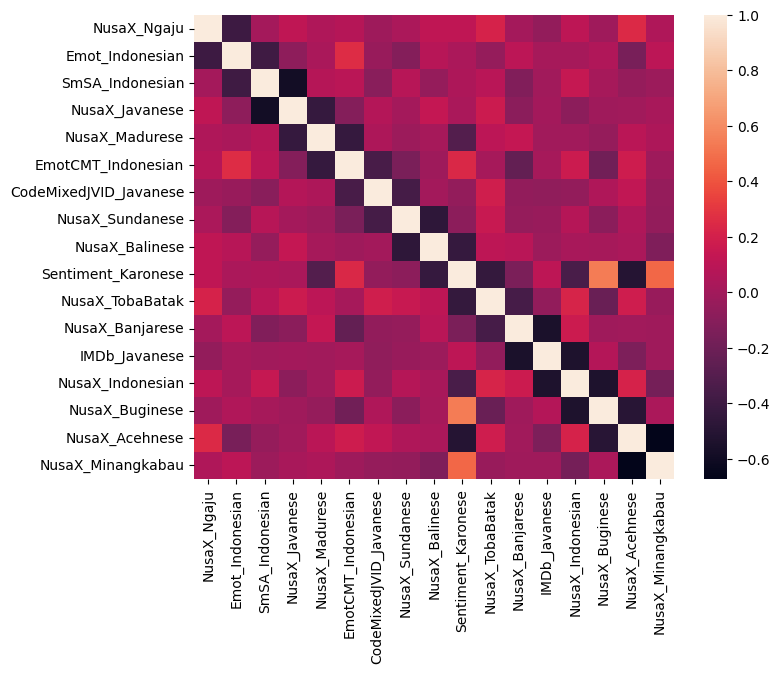 NusaX_Ngaju
Emot_Indonesian
SmSA_Indonesian
NusaX_Javanese
NusaX_Madurese
EmotCMT_Indonesian
CodeMixedJVID_Javanese
NusaX_Sundanese
NusaX_Balinese
Sentiment_Karonese
NusaX_TobaBatak
NusaX_Banjarese
IMDb_Javanese
NusaX_Indonesian
NusaX_Buginese
NusaX_Acehnese
NusaX_Minangkabau
NusaX_Ngaju
Emot_Indonesian
SmSA_Indonesian
NusaX_Javanese
NusaX_Madurese
EmotCMT_Indonesian
CodeMixedJVID_Javanese
NusaX_Sundanese
NusaX_Balinese
Sentiment_Karonese
NusaX_TobaBatak
NusaX_Banjarese
IMDb_Javanese
NusaX_Indonesian
NusaX_Buginese
NusaX_Acehnese
NusaX_Minangkabau
1.0
0.8
0.6
0.4
0.2
0.0
−0.2
−0.4
−0.6